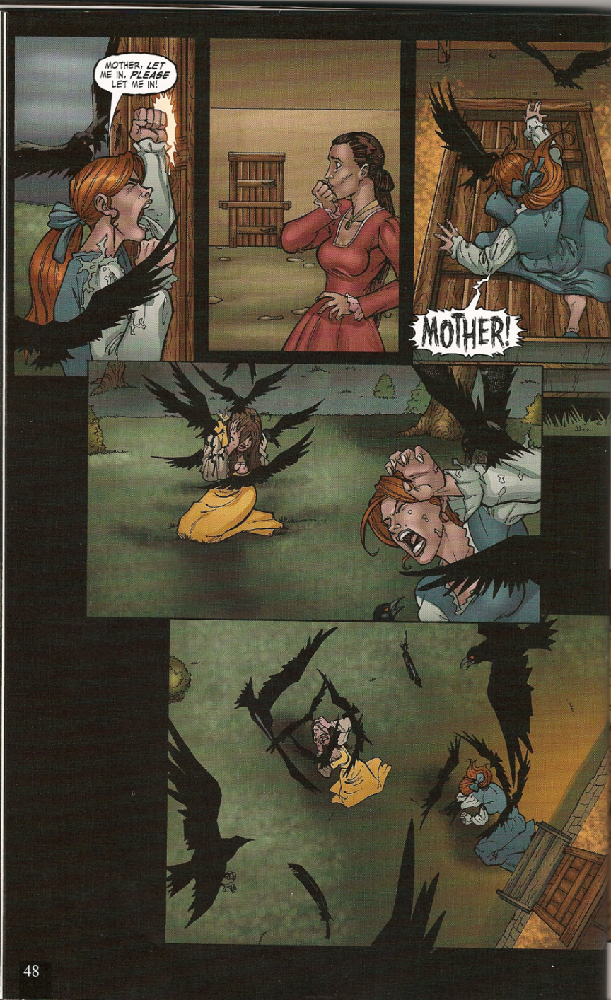 MOTHER, LET
ME IN. PLEASE
LET ME IN!
MOTHER!
48